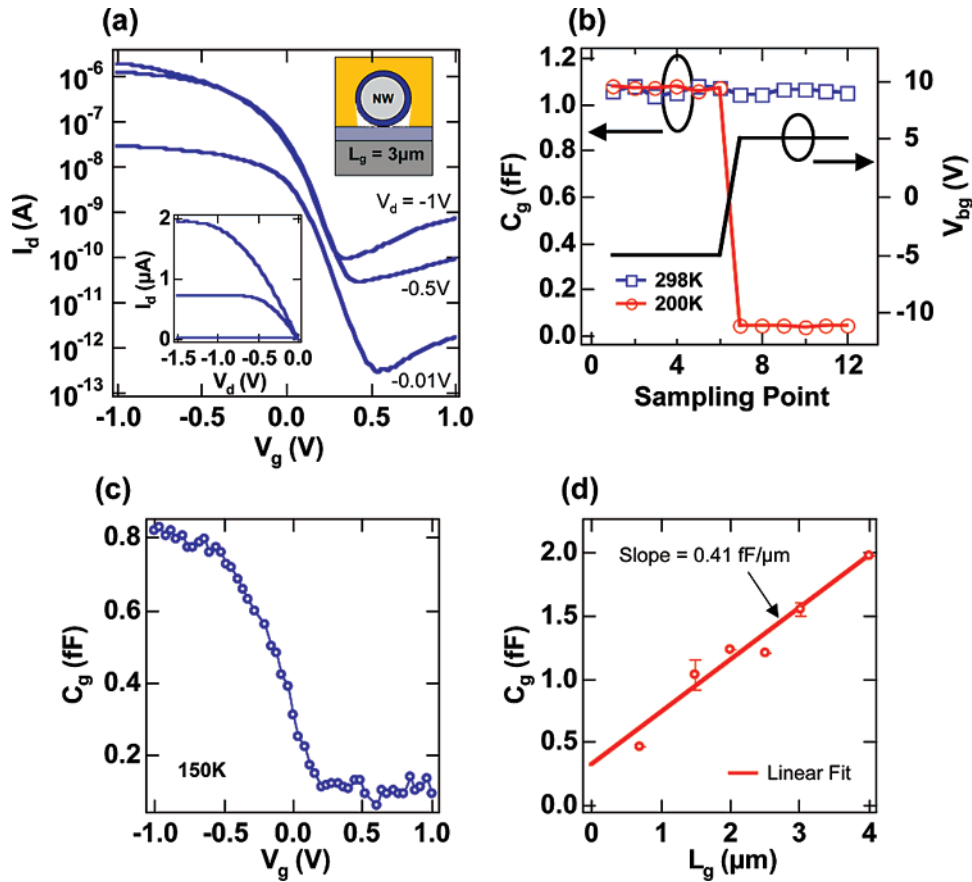 (a)
10⁻⁶
10⁻⁷
10⁻⁸
10⁻⁹
10⁻¹⁰
10⁻¹¹
10⁻¹²
10⁻¹³
I_d (A)
NW
L_g = 3µm
V_d = -1V
-0.5V
-0.01V
2
1
0
I_d (µA)
-1.5 -1.0 -0.5 0.0
V_d (V)
-1.0 -0.5 0.0 0.5 1.0
V_g (V)
(b)
1.2
1.0
0.8
0.6
0.4
0.2
0.0
C_g (fF)
298K
200K
10
5
0
-5
-10
V_bg (V)
0 4 8 12
Sampling Point
(c)
0.8
0.6
0.4
0.2
C_g (fF)
150K
-1.0 -0.5 0.0 0.5 1.0
V_g (V)
(d)
2.0
1.5
1.0
0.5
0.0
C_g (fF)
Slope = 0.41 fF/µm
Linear Fit
0 1 2 3 4
L_g (µm)